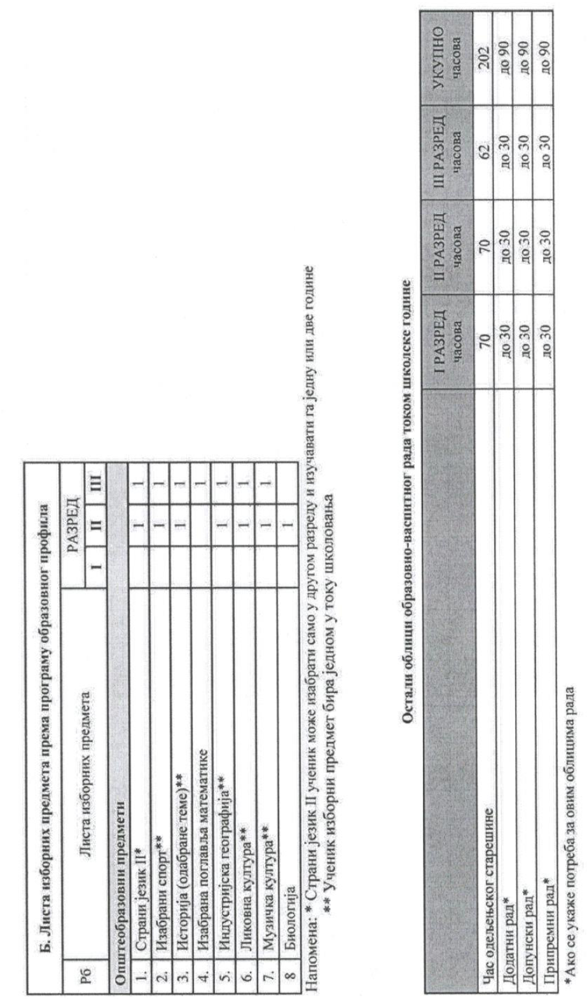 Б. Листа изборних предмета према програму образовног профила
Рб Листа изборних предмета РАЗРЕД
I II III
Општеобразовни предмети
1. Страни језик II* 1 1
2. Изабрани спорт** 1 1
3. Историја (одабране теме)** 1 1
4. Изабрана поглавља математике 1
5. Индустријска географија** 1 1
6. Ликовна култура** 1 1
7. Музичка култура** 1 1
8 Биологија 1
Напомена: * Страни језик II ученик може изабрати само у другом разреду и изучавати га једну или две године
** Ученик изборни предмет бира једном у току школовања
Остали облици образовно-васпитног рада током школске године
I РАЗРЕД II РАЗРЕД III РАЗРЕД УКУПНО
часова часова часова часова
Час одељењског старешине 70 70 62 202
Додатни рад* до 30 до 30 до 30 до 90
Допунски рад* до 30 до 30 до 30 до 90
Припремни рад* до 30 до 30 до 30 до 90
*Ако се укаже потреба за овим облицима рада